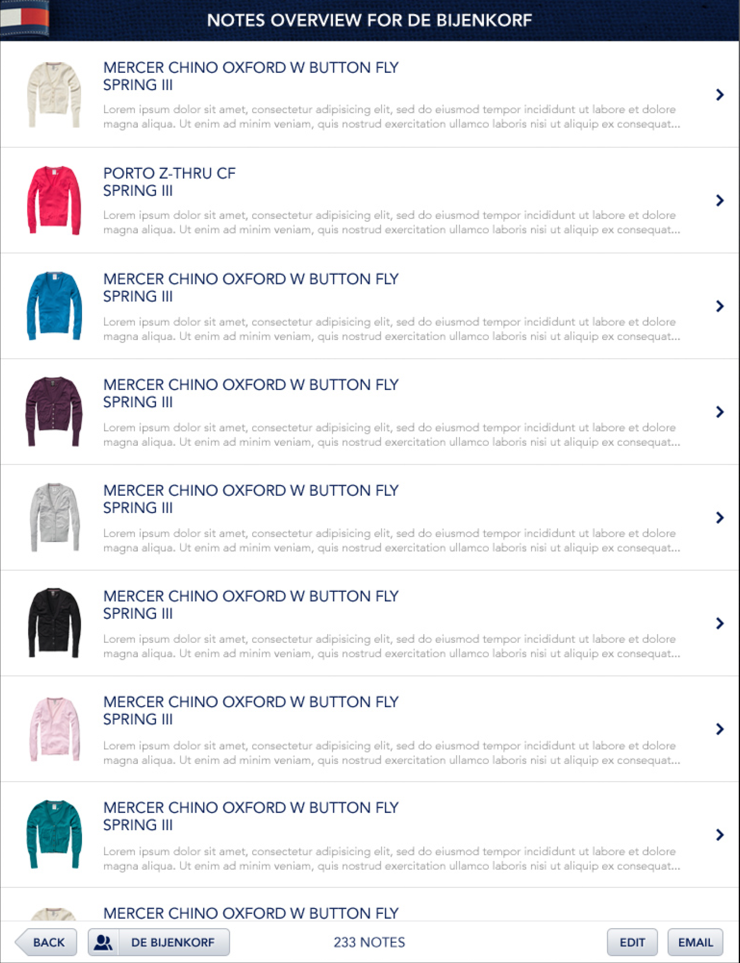 NOTES OVERVIEW FOR DE BIJENKORF
MERCER CHINO OXFORD W BUTTON FLY
SPRING III
Lorem ipsum dolor sit amet, consectetur adipisicing elit, sed do eiusmod tempor incididunt ut labore et dolore
magna aliqua. Ut enim ad minim veniam, quis nostrud exercitation ullamco laboris nisi ut aliquip ex consequat...
PORTO Z-THRU CF
SPRING III
Lorem ipsum dolor sit amet, consectetur adipisicing elit, sed do eiusmod tempor incididunt ut labore et dolore
magna aliqua. Ut enim ad minim veniam, quis nostrud exercitation ullamco laboris nisi ut aliquip ex consequat...
MERCER CHINO OXFORD W BUTTON FLY
SPRING III
Lorem ipsum dolor sit amet, consectetur adipisicing elit, sed do eiusmod tempor incididunt ut labore et dolore
magna aliqua. Ut enim ad minim veniam, quis nostrud exercitation ullamco laboris nisi ut aliquip ex consequat...
MERCER CHINO OXFORD W BUTTON FLY
SPRING III
Lorem ipsum dolor sit amet, consectetur adipisicing elit, sed do eiusmod tempor incididunt ut labore et dolore
magna aliqua. Ut enim ad minim veniam, quis nostrud exercitation ullamco laboris nisi ut aliquip ex consequat...
MERCER CHINO OXFORD W BUTTON FLY
SPRING III
Lorem ipsum dolor sit amet, consectetur adipisicing elit, sed do eiusmod tempor incididunt ut labore et dolore
magna aliqua. Ut enim ad minim veniam, quis nostrud exercitation ullamco laboris nisi ut aliquip ex consequat...
MERCER CHINO OXFORD W BUTTON FLY
SPRING III
Lorem ipsum dolor sit amet, consectetur adipisicing elit, sed do eiusmod tempor incididunt ut labore et dolore
magna aliqua. Ut enim ad minim veniam, quis nostrud exercitation ullamco laboris nisi ut aliquip ex consequat...
MERCER CHINO OXFORD W BUTTON FLY
SPRING III
Lorem ipsum dolor sit amet, consectetur adipisicing elit, sed do eiusmod tempor incididunt ut labore et dolore
magna aliqua. Ut enim ad minim veniam, quis nostrud exercitation ullamco laboris nisi ut aliquip ex consequat...
MERCER CHINO OXFORD W BUTTON FLY
SPRING III
Lorem ipsum dolor sit amet, consectetur adipisicing elit, sed do eiusmod tempor incididunt ut labore et dolore
magna aliqua. Ut enim ad minim veniam, quis nostrud exercitation ullamco laboris nisi ut aliquip ex consequat...
MERCER CHINO OXFORD W BUTTON FLY
BACK DE BIJENKORF 233 NOTES EDIT EMAIL